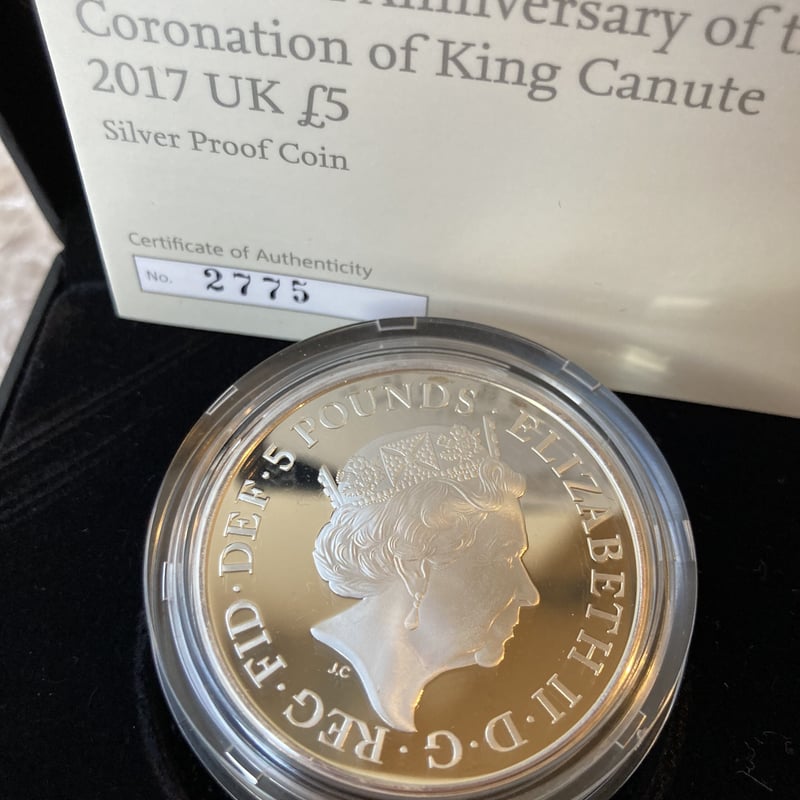 Anniversary of t
Coronation of King Canute
2017 UK £5
Silver Proof Coin
Certificate of Authenticity
No. 2775
ELIZABETH II · D · G · REG · FID · DEF · 5 POUNDS ·
J.C